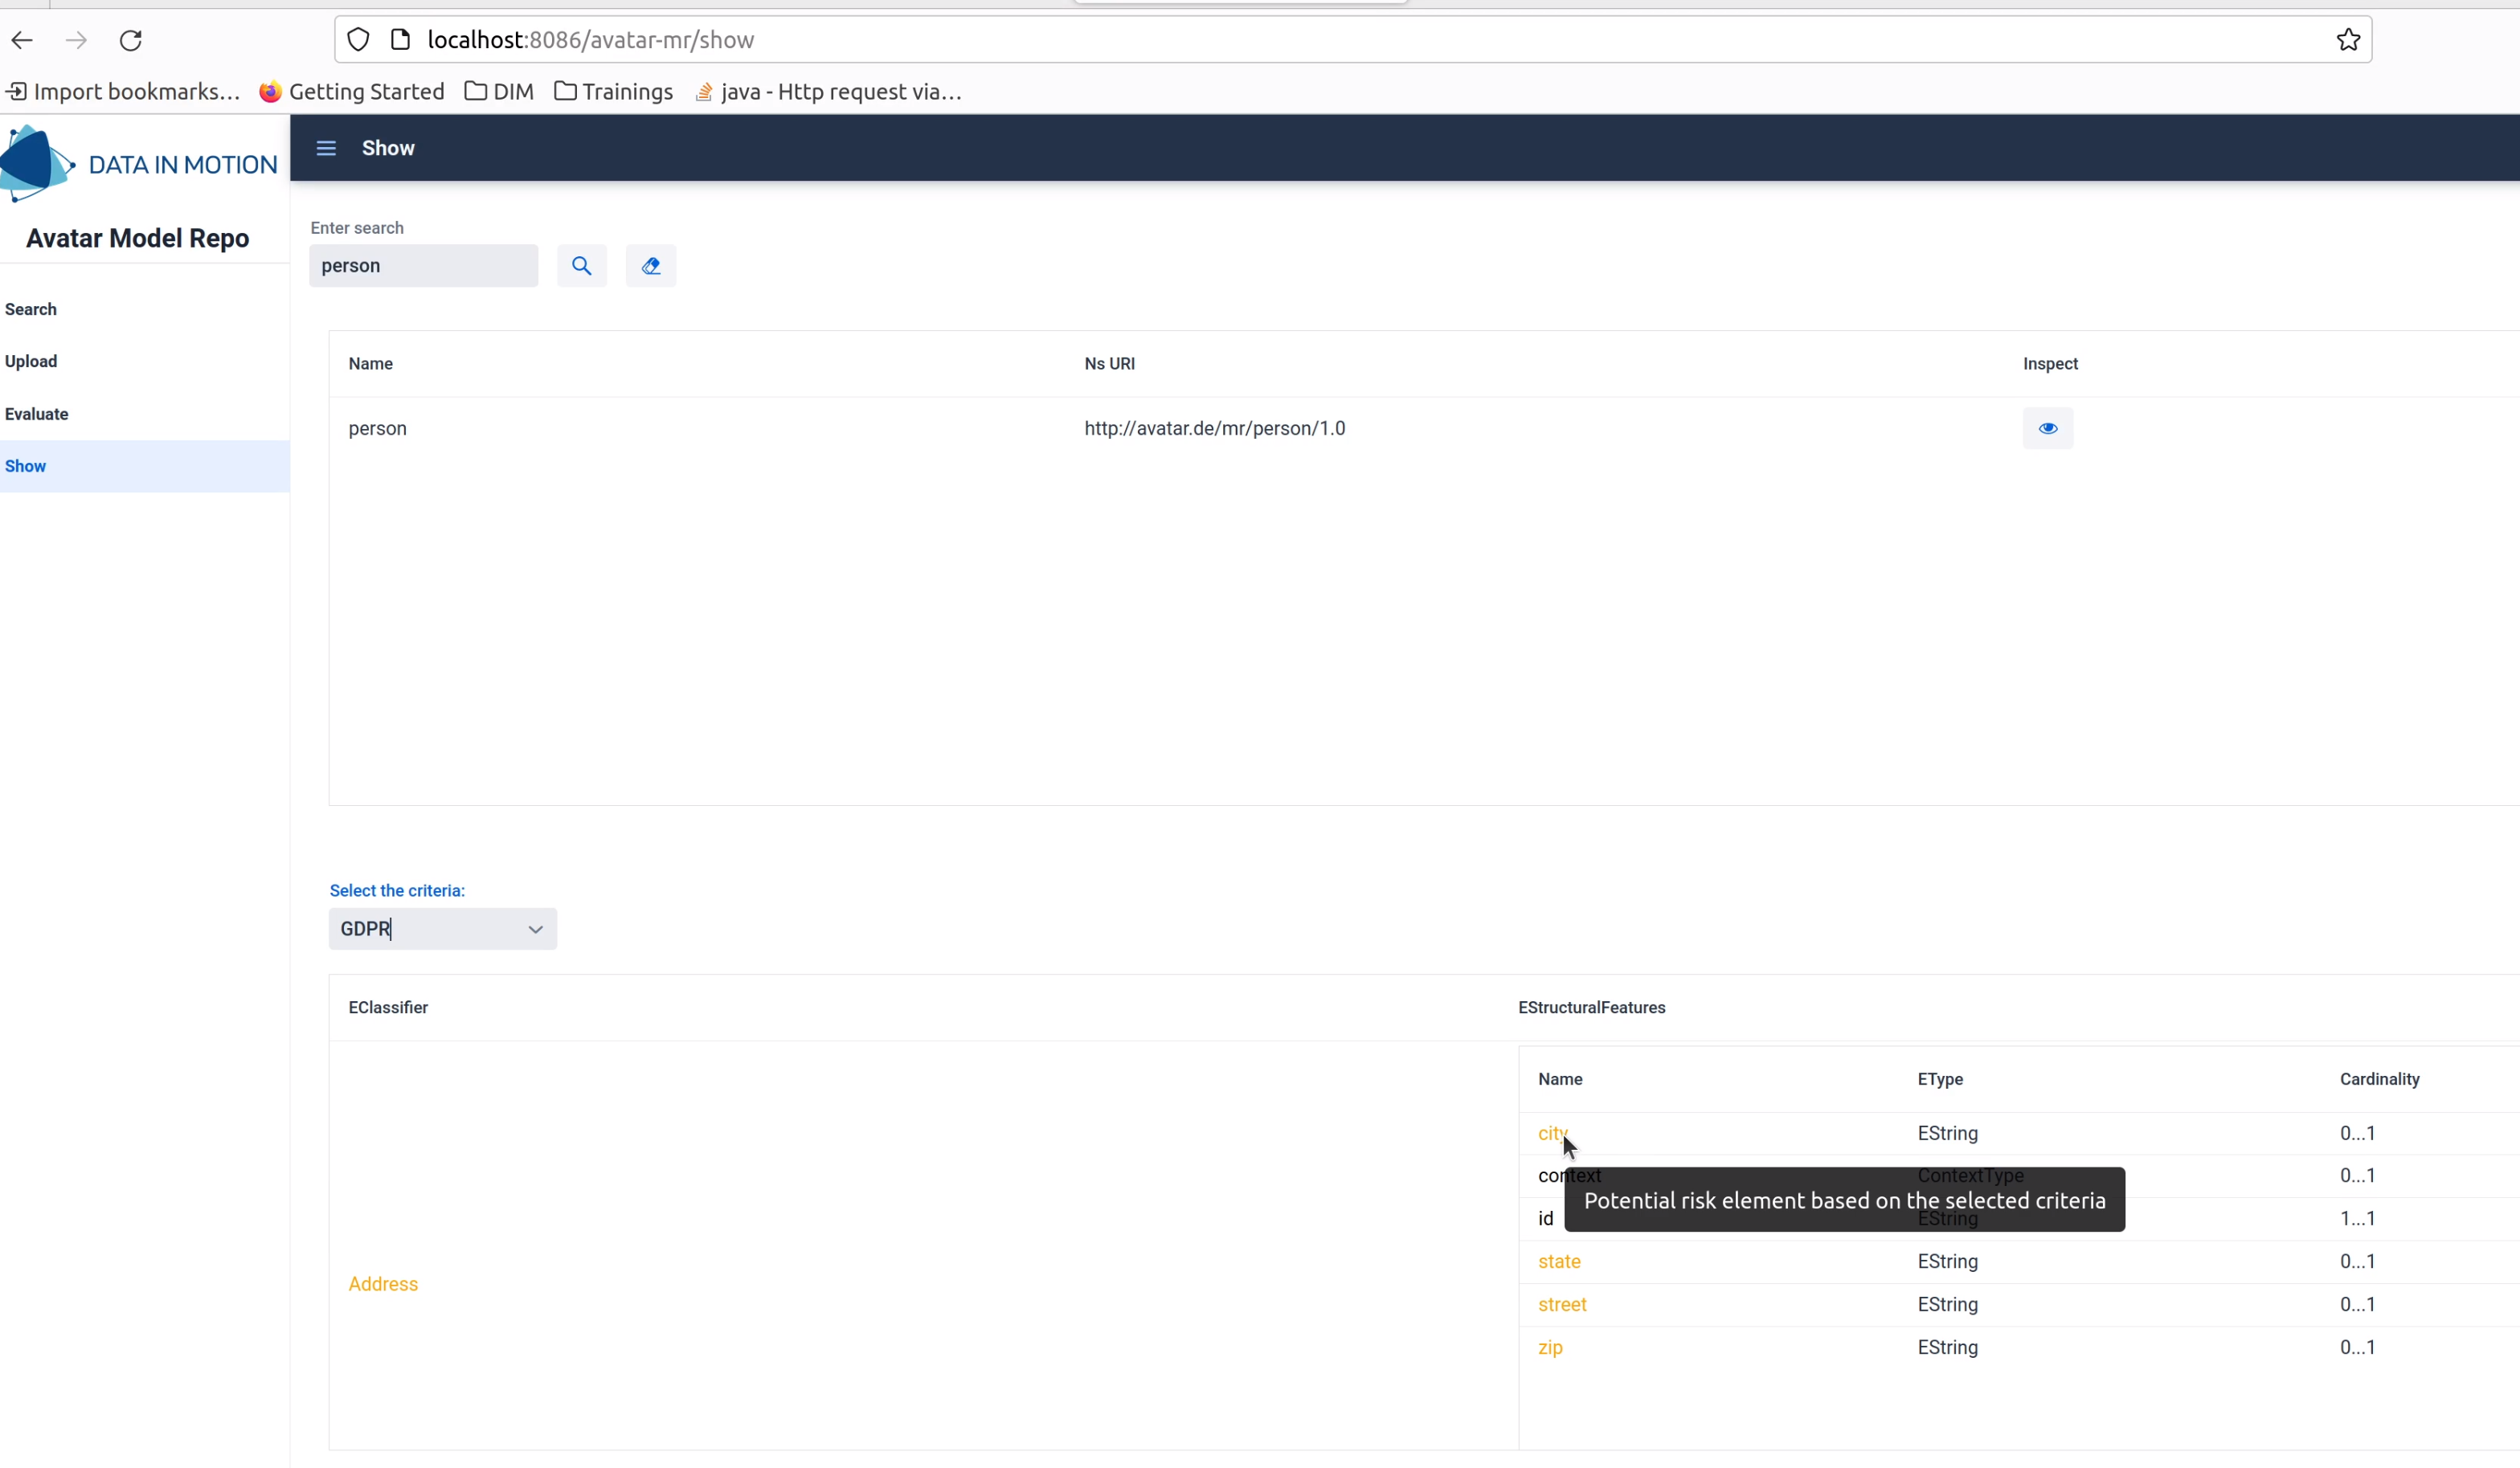 localhost:8086/avatar-mr/show
Import bookmarks... Getting Started DIM Trainings java - Http request via...
DATA IN MOTION
Show
Avatar Model Repo
Enter search
person
Search
Upload
Evaluate
Show
Name Ns URI Inspect
person http://avatar.de/mr/person/1.0
Select the criteria:
GDPR
EClassifier EStructuralFeatures
Name EType Cardinality
city EString 0...1
context ContextType 0...1
Potential risk element based on the selected criteria
id EString 1...1
state EString 0...1
Address
street EString 0...1
zip EString 0...1